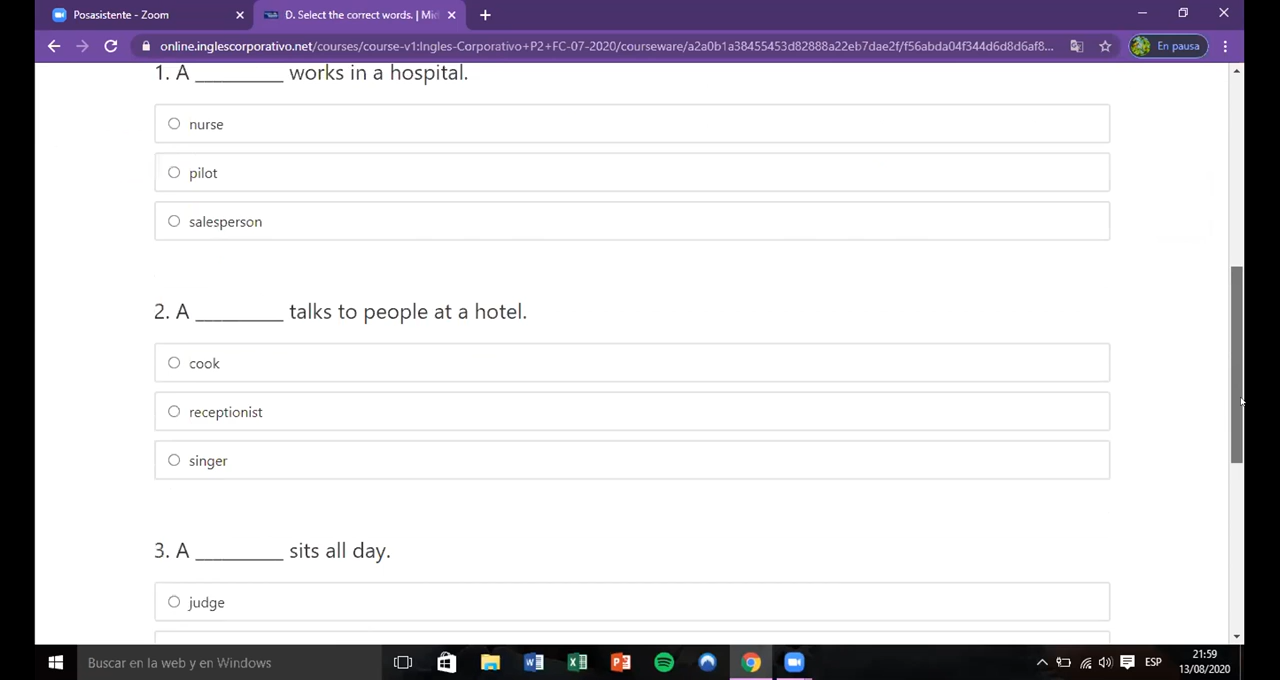 Posasistente - Zoom
D. Select the correct words. | Mi
online.inglescorporativo.net/courses/course-v1:Ingles-Corporativo+P2+FC-07-2020/courseware/a2a0b1a38455453d82888a22eb7dae2f/f56abda04f344d6d8d6af8...
En pausa
1. A _________ works in a hospital.
nurse
pilot
salesperson
2. A _________ talks to people at a hotel.
cook
receptionist
singer
3. A _________ sits all day.
judge
Buscar en la web y en Windows
ESP
21:59
13/08/2020